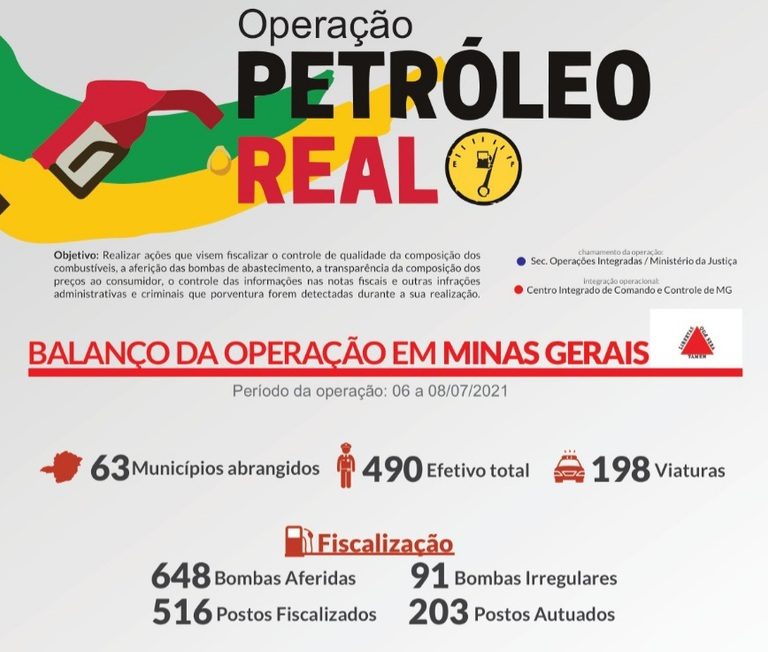 Operação
PETRÓLEO
REAL
Objetivo: Realizar ações que visem fiscalizar o controle de qualidade da composição dos
combustíveis, a aferição das bombas de abastecimento, a transparência da composição dos
preços ao consumidor, o controle das informações nas notas fiscais e outras infrações
administrativas e criminais que porventura forem detectadas durante a sua realização.
chamamento da operação:
Sec. Operações Integradas / Ministério da Justiça
Integração operacional:
Centro Integrado de Comando e Controle de MG
BALANÇO DA OPERAÇÃO EM MINAS GERAIS
LIBERTAS QUÆ SERA TAMEN
Período da operação: 06 a 08/07/2021
63 Municípios abrangidos
490 Efetivo total
198 Viaturas
Fiscalização
648 Bombas Aferidas
91 Bombas Irregulares
516 Postos Fiscalizados
203 Postos Autuados